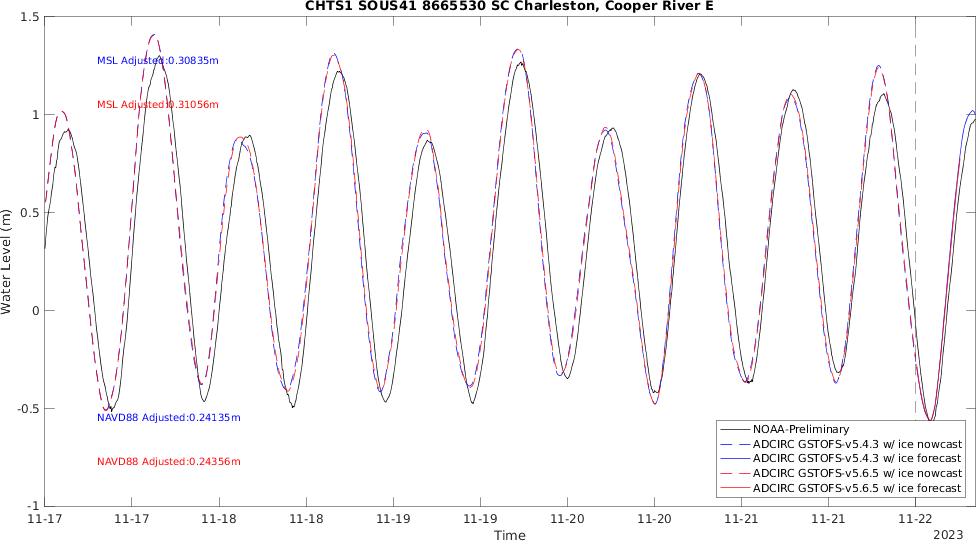 CHTS1 SOUS41 8665530 SC Charleston, Cooper River E
1.5
1
0.5
0
-0.5
-1
Water Level (m)
MSL Adjusted:0.30835m
MSL Adjusted:0.31056m
NAVD88 Adjusted:0.24135m
NAVD88 Adjusted:0.24356m
NOAA-Preliminary
ADCIRC GSTOFS-v5.4.3 w/ ice nowcast
ADCIRC GSTOFS-v5.4.3 w/ ice forecast
ADCIRC GSTOFS-v5.6.5 w/ ice nowcast
ADCIRC GSTOFS-v5.6.5 w/ ice forecast
11-17 11-17 11-18 11-18 11-19 11-19 11-20 11-20 11-21 11-21 11-22
Time
2023